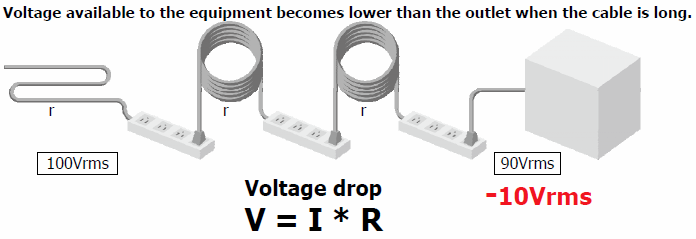 Voltage available to the equipment becomes lower than the outlet when the cable is long.
r
r
r
100Vrms
90Vrms
Voltage drop
-10Vrms
V = I * R